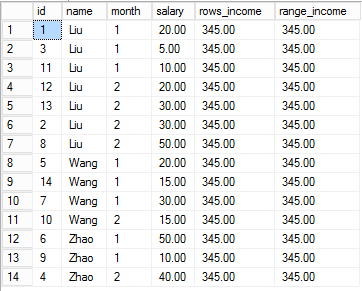 id name month salary rows_income range_income
1 1 Liu 1 20.00 345.00 345.00
2 3 Liu 1 5.00 345.00 345.00
3 11 Liu 1 10.00 345.00 345.00
4 12 Liu 2 20.00 345.00 345.00
5 13 Liu 2 30.00 345.00 345.00
6 2 Liu 2 30.00 345.00 345.00
7 8 Liu 2 50.00 345.00 345.00
8 5 Wang 1 20.00 345.00 345.00
9 14 Wang 1 15.00 345.00 345.00
10 7 Wang 1 30.00 345.00 345.00
11 10 Wang 2 15.00 345.00 345.00
12 6 Zhao 1 50.00 345.00 345.00
13 9 Zhao 1 10.00 345.00 345.00
14 4 Zhao 2 40.00 345.00 345.00